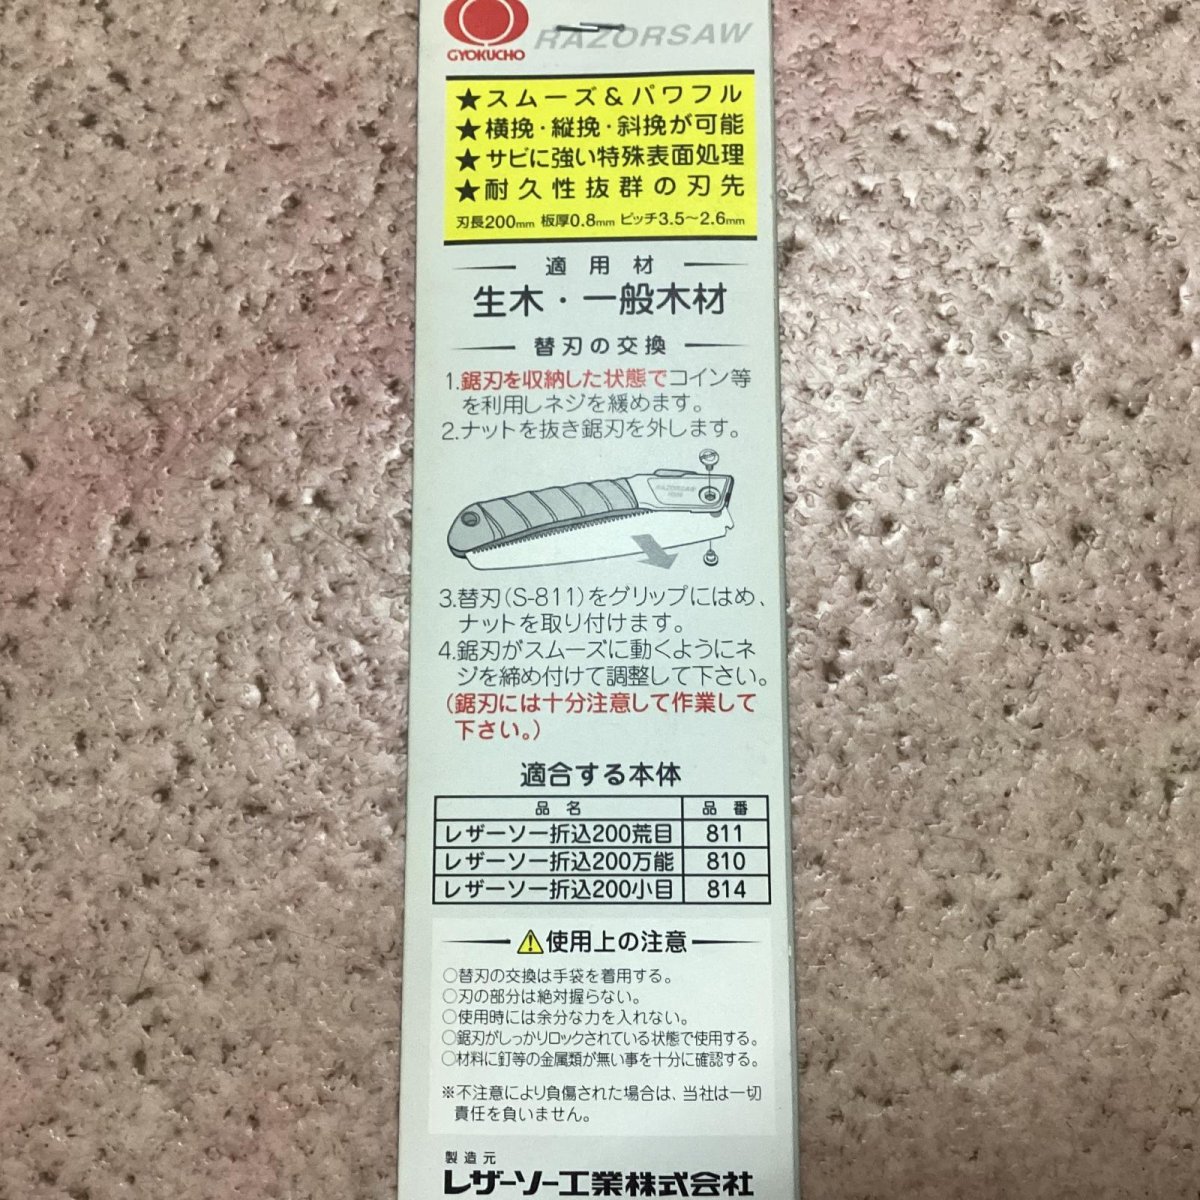 GYOKUCHO
RAZORSAW
★スムーズ&パワフル
★横挽・縦挽・斜挽が可能
★サビに強い特殊表面処理
★耐久性抜群の刃先
刃長200mm 板厚0.8mm ピッチ3.5〜2.6mm
適用材
生木・一般木材
替刃の交換
1.鋸刃を収納した状態でコイン等
を利用しネジを緩めます。
2.ナットを抜き鋸刃を外します。
RAZORSAW
3.替刃(S-811)をグリップにはめ、
ナットを取り付けます。
4.鋸刃がスムーズに動くようにネ
ジを締め付けて調整して下さい。
(鋸刃には十分注意して作業して
下さい。)
適合する本体
品名 品番
レザーソー折込200荒目 811
レザーソー折込200万能 810
レザーソー折込200小目 814
⚠使用上の注意
○替刃の交換は手袋を着用する。
○刃の部分は絶対握らない。
○使用時には余分な力を入れない。
○鋸刃がしっかりロックされている状態で使用する。
○材料に釘等の金属類が無い事を十分に確認する。
※不注意により負傷された場合は、当社は一切
責任を負いません。
製造元
レザーソー工業株式会社